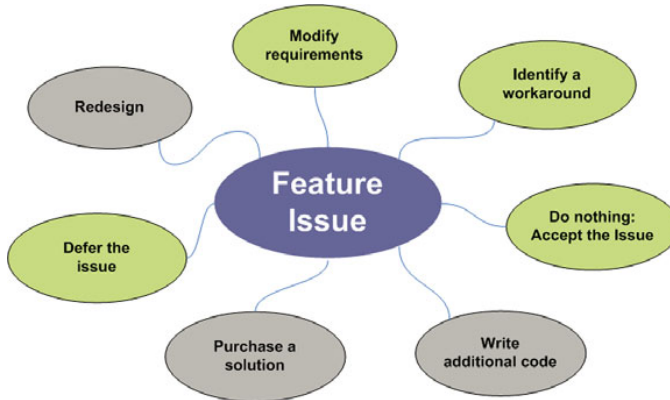 Modify
requirements
Identify a
workaround
Redesign
Feature
Issue
Do nothing:
Accept the Issue
Defer the
issue
Purchase a
solution
Write
additional code